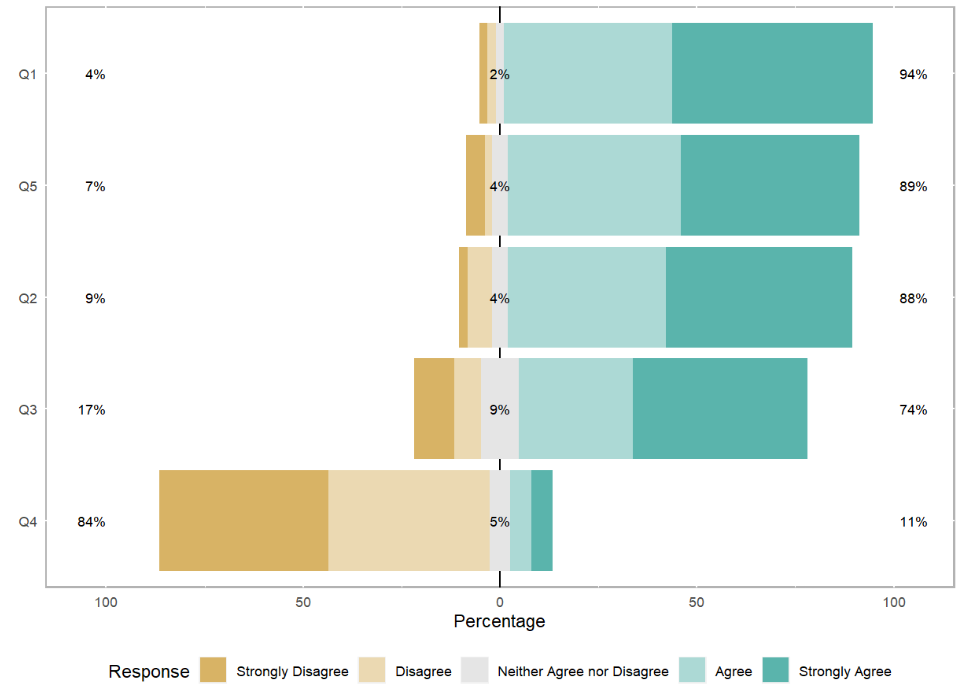 Q1 4% 2% 94%
Q5 7% 4% 89%
Q2 9% 4% 88%
Q3 17% 9% 74%
Q4 84% 5% 11%
100 50 0 50 100
Percentage
Response Strongly Disagree Disagree Neither Agree nor Disagree Agree Strongly Agree